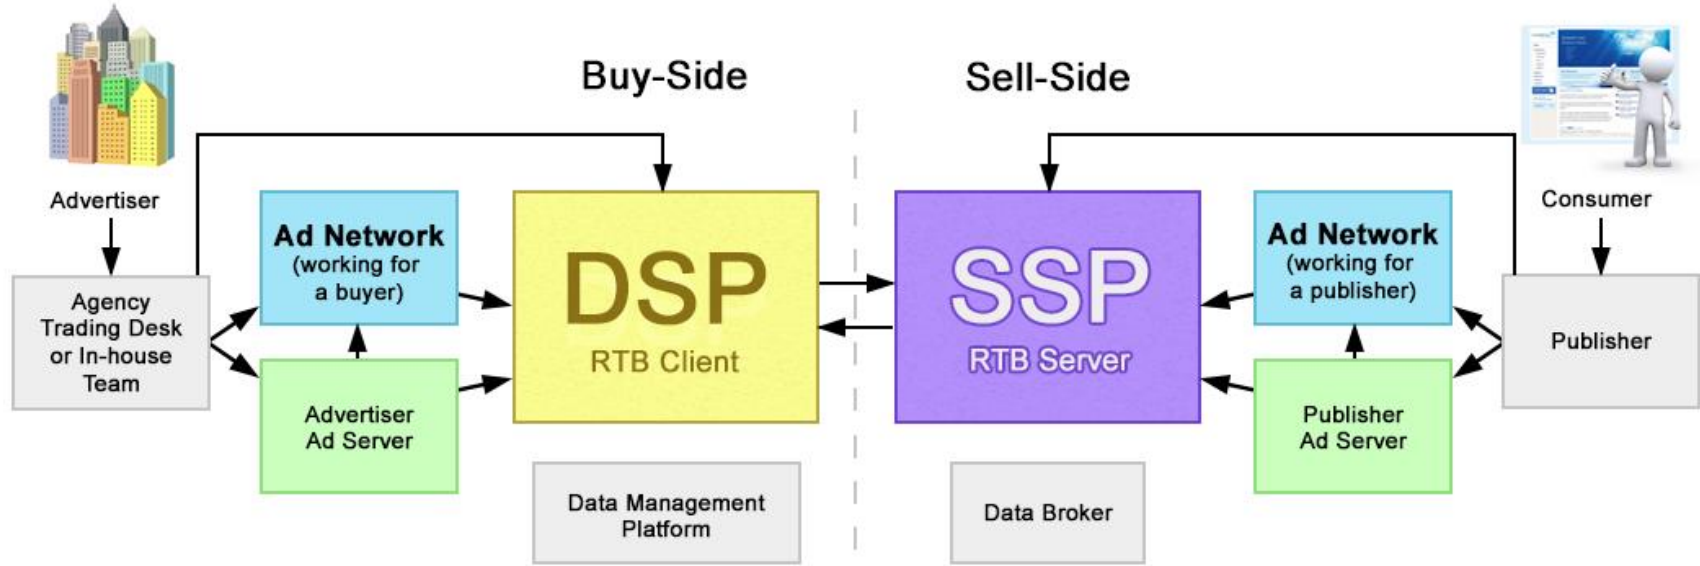 Buy-Side
Sell-Side
Advertiser
Agency
Trading Desk
or In-house
Team
Ad Network
(working for
a buyer)
Advertiser
Ad Server
DSP
RTB Client
Data Management
Platform
SSP
RTB Server
Data Broker
Ad Network
(working for
a publisher)
Publisher
Ad Server
Consumer
Publisher